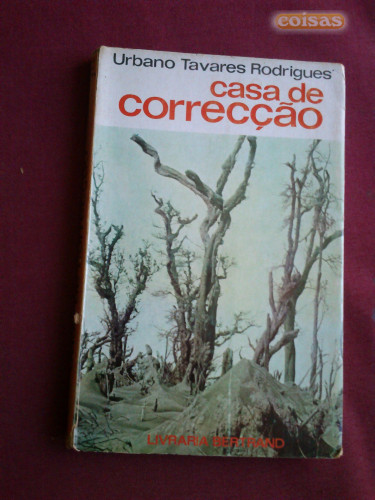 coisas
Urbano Tavares Rodrigues
casa de
correcção
LIVRARIA BERTRAND